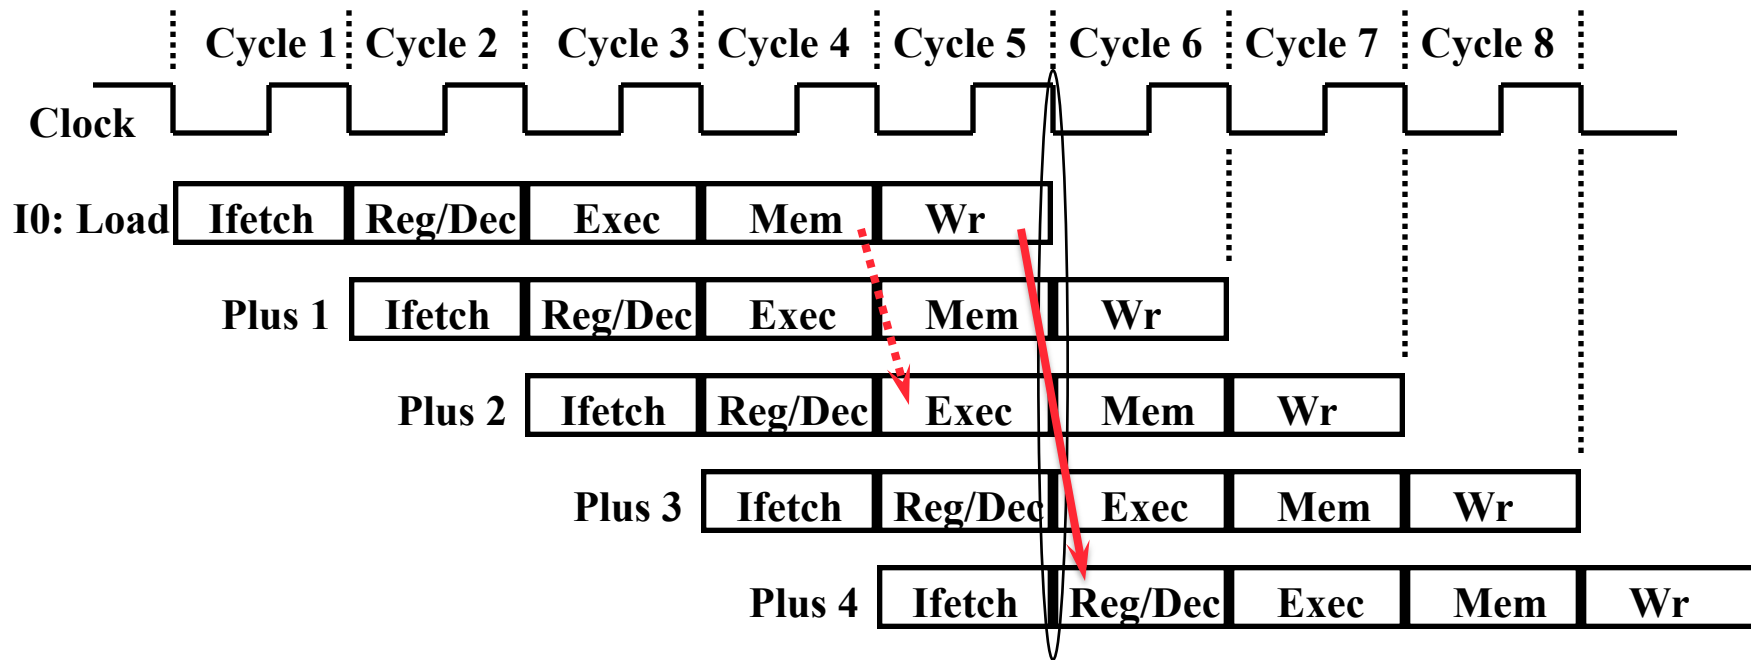 Cycle 1 Cycle 2 Cycle 3 Cycle 4 Cycle 5 Cycle 6 Cycle 7 Cycle 8
Clock
I0: Load Ifetch Reg/Dec Exec Mem Wr
Plus 1 Ifetch Reg/Dec Exec Mem Wr
Plus 2 Ifetch Reg/Dec Exec Mem Wr
Plus 3 Ifetch Reg/Dec Exec Mem Wr
Plus 4 Ifetch Reg/Dec Exec Mem Wr